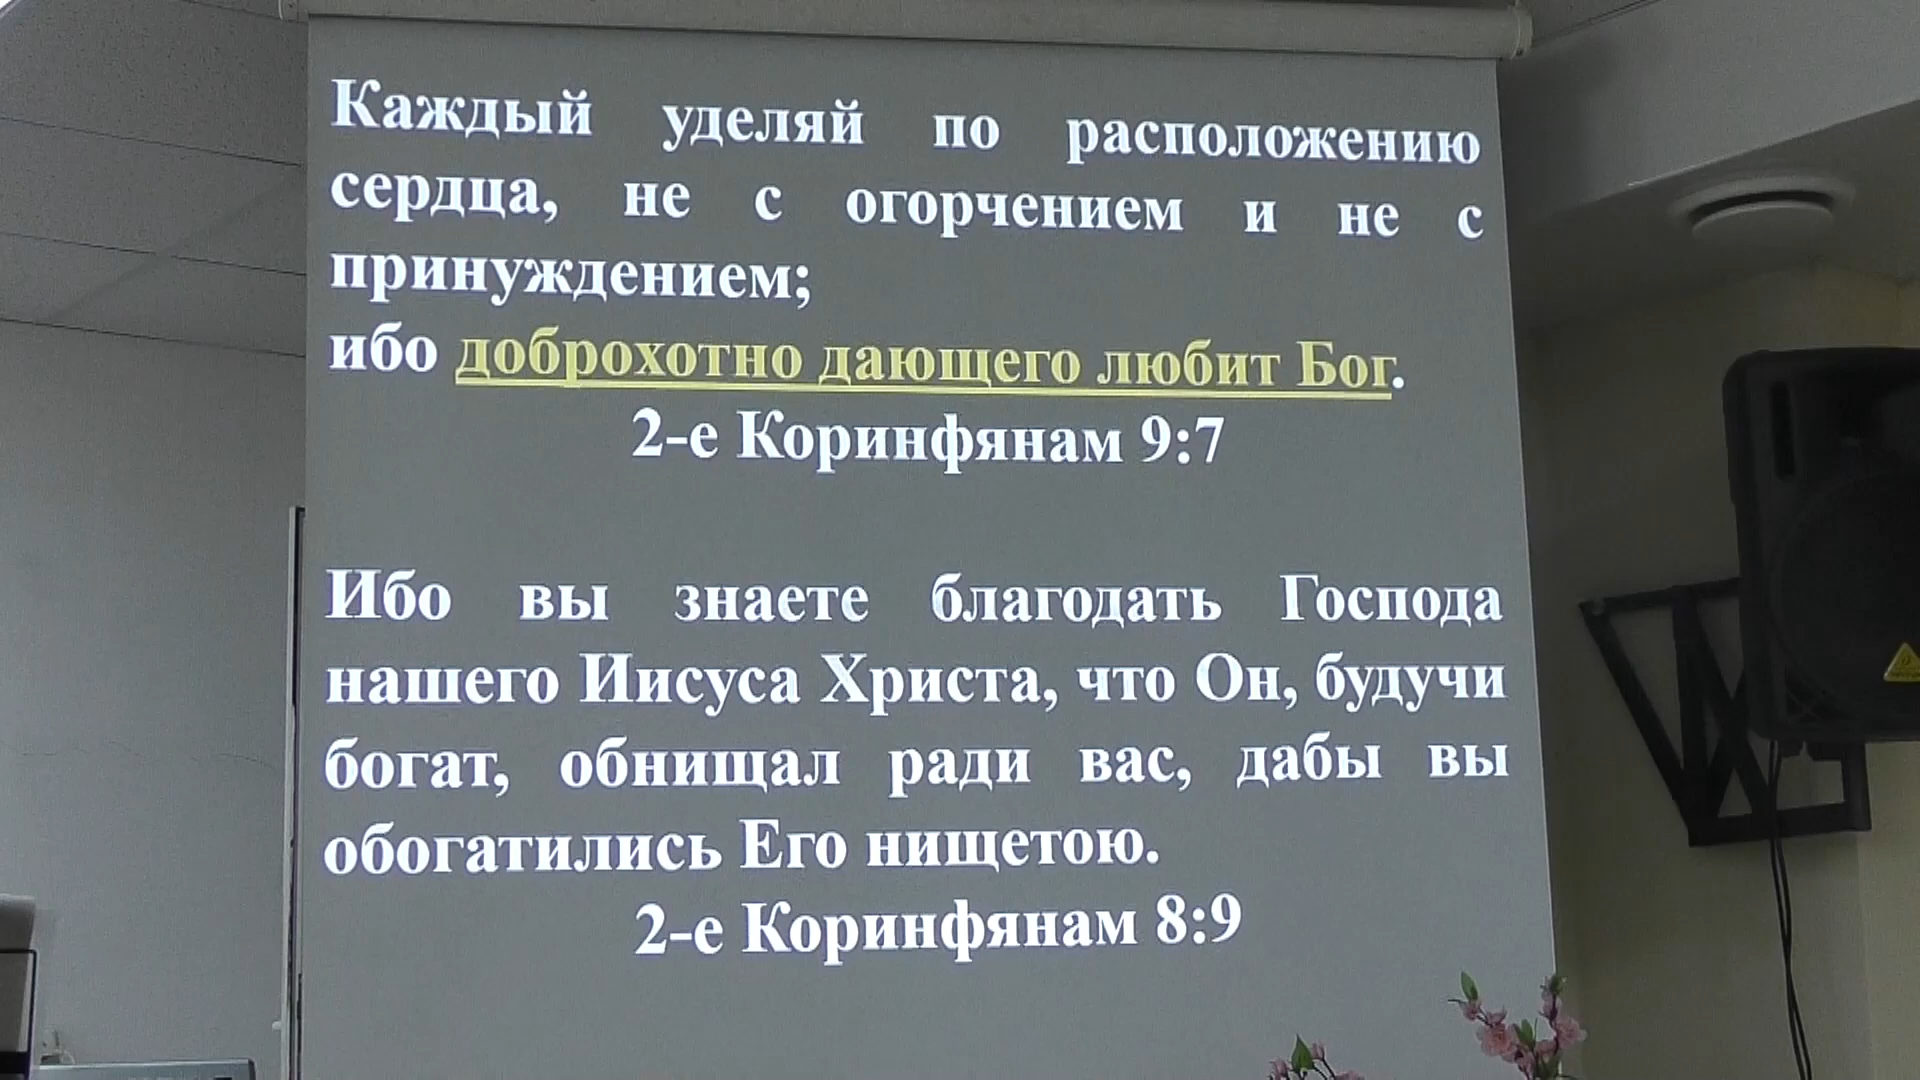 Каждый уделяй по расположению
сердца, не с огорчением и не с
принуждением;
ибо доброхотно дающего любит Бог.
2-е Коринфянам 9:7
Ибо вы знаете благодать Господа
нашего Иисуса Христа, что Он, будучи
богат, обнищал ради вас, дабы вы
обогатились Его нищетою.
2-е Коринфянам 8:9